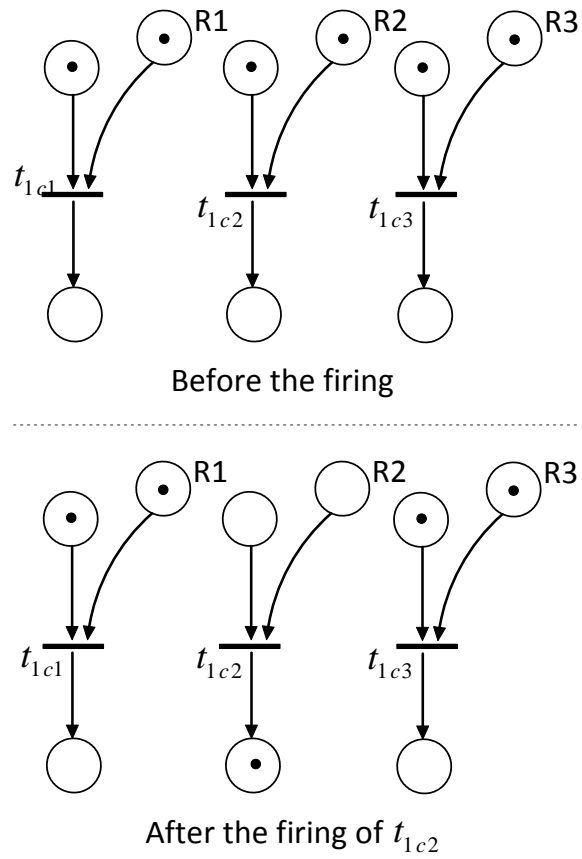 R1 R2 R3
t1c1 t1c2 t1c3
Before the firing
R1 R2 R3
t1c1 t1c2 t1c3
After the firing of t1c2